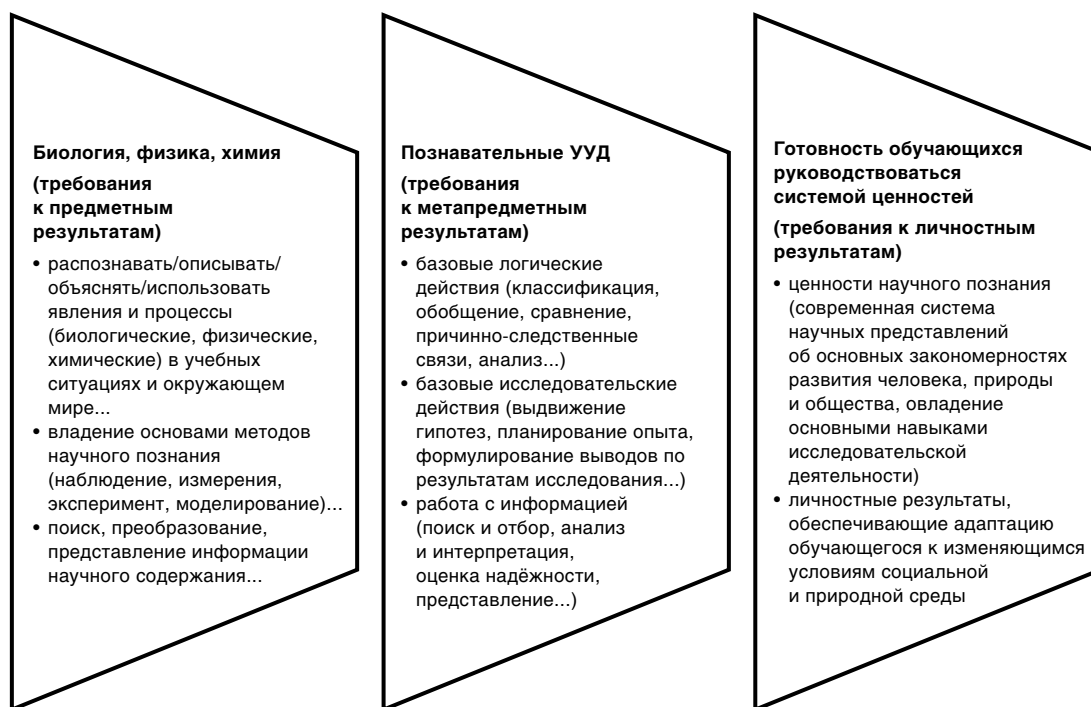 Биология, физика, химия
(требования
к предметным
результатам)
• распознавать/описывать/
объяснять/использовать
явления и процессы
(биологические, физические,
химические) в учебных
ситуациях и окружающем
мире...
• владение основами методов
научного познания
(наблюдение, измерения,
эксперимент, моделирование)...
• поиск, преобразование,
представление информации
научного содержания...
Познавательные УУД
(требования
к метапредметным
результатам)
• базовые логические
действия (классификация,
обобщение, сравнение,
причинно-следственные
связи, анализ...)
• базовые исследовательские
действия (выдвижение
гипотез, планирование опыта,
формулирование выводов по
результатам исследования...)
• работа с информацией
(поиск и отбор, анализ
и интерпретация,
оценка надёжности,
представление...)
Готовность обучающихся
руководствоваться
системой ценностей
(требования к личностным
результатам)
• ценности научного познания
(современная система
научных представлений
об основных закономерностях
развития человека, природы
и общества, овладение
основными навыками
исследовательской
деятельности)
• личностные результаты,
обеспечивающие адаптацию
обучающегося к изменяющимся
условиям социальной
и природной среды